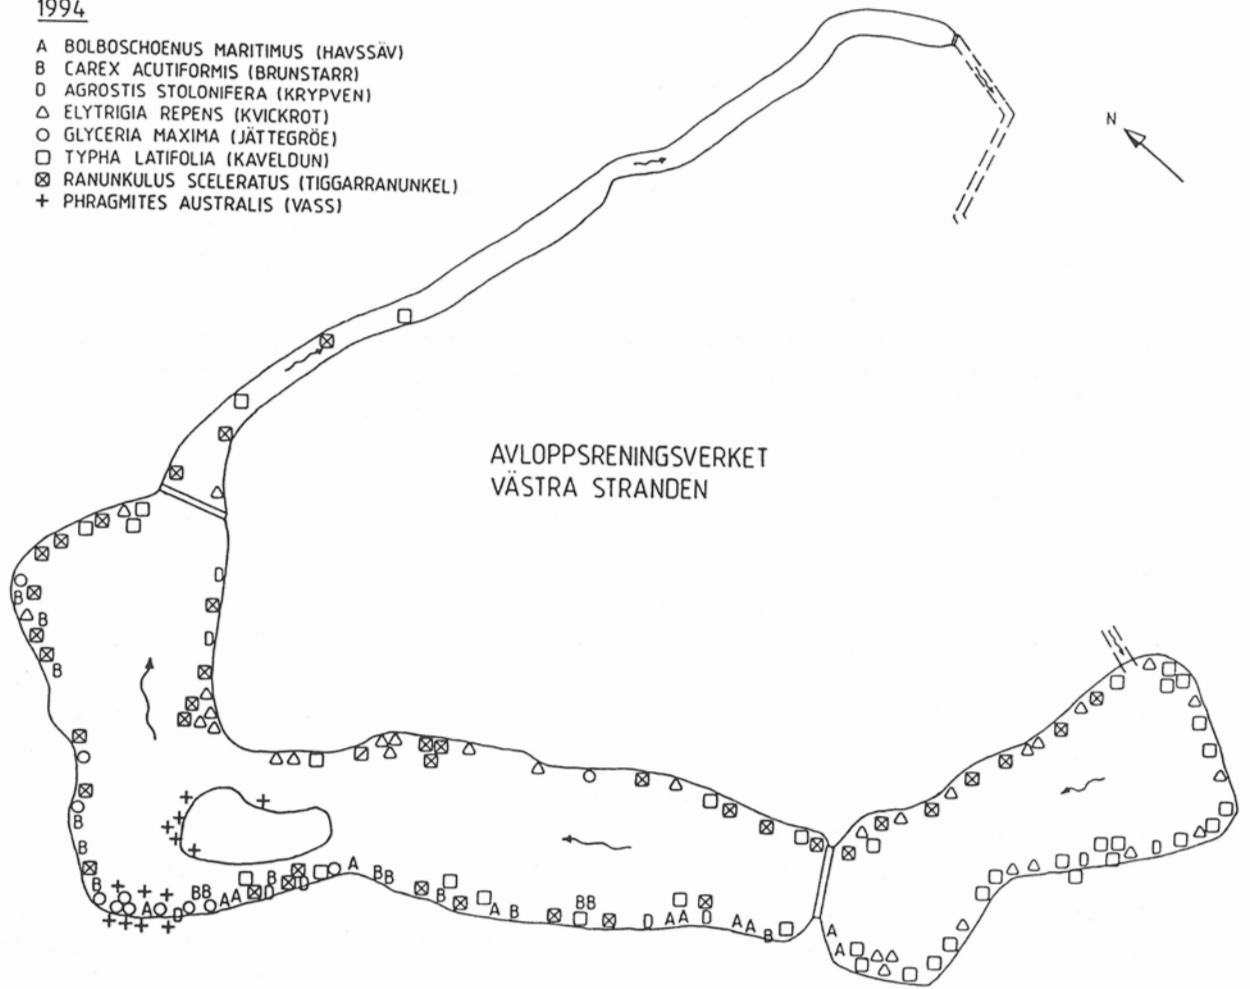 1994
A BOLBOSCHOENUS MARITIMUS (HAVSSÄV)
B CAREX ACUTIFORMIS (BRUNSTARR)
D AGROSTIS STOLONIFERA (KRYPVEN)
△ ELYTRIGIA REPENS (KVICKROT)
○ GLYCERIA MAXIMA (JÄTTEGRÖE)
□ TYPHA LATIFOLIA (KAVELDUN)
⊠ RANUNKULUS SCELERATUS (TIGGARRANUNKEL)
+ PHRAGMITES AUSTRALIS (VASS)
N
AVLOPPSRENINGSVERKET
VÄSTRA STRANDEN
D
B
B
D
B
B
B
D
A
B
B
B B
B
B B
A A
D
D
A
D
B
A B
B B
D
A A
D
A A
B
A
A